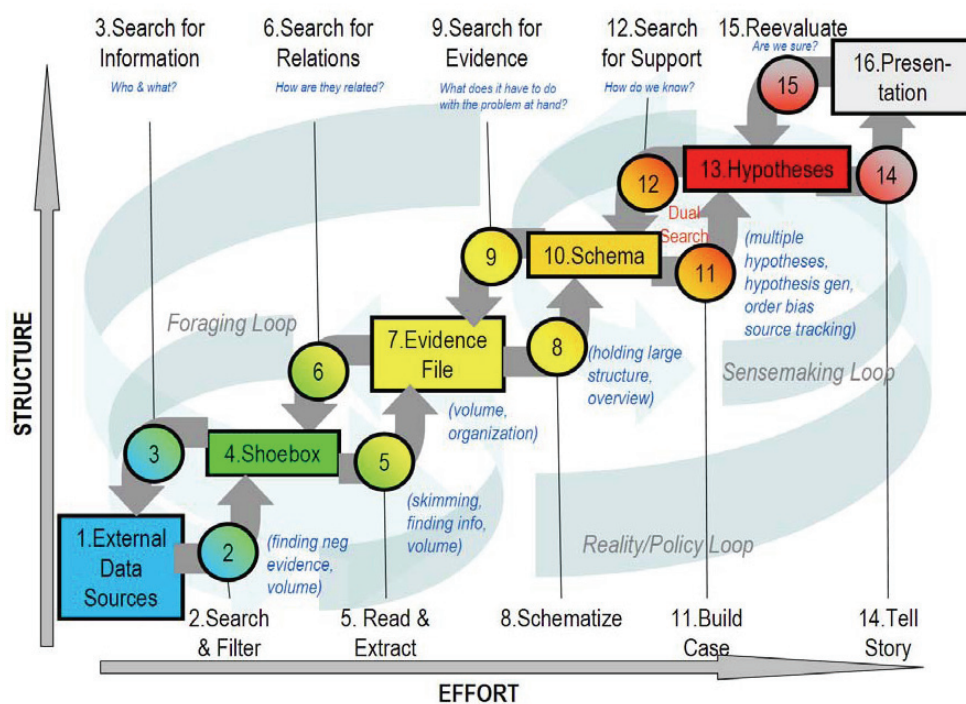 3.Search for
Information
Who & what?
6.Search for
Relations
How are they related?
9.Search for
Evidence
What does it have to do
with the problem at hand?
12.Search
for Support
How do we know?
15.Reevaluate
Are we sure?
15
16.Presen-
tation
12
13.Hypotheses
14
Dual
Search
9
10.Schema
11
(multiple
hypotheses,
hypothesis gen,
order bias
source tracking)
Foraging Loop
7.Evidence
File
6
8
(holding large
structure,
overview)
Sensemaking Loop
(volume,
organization)
3
4.Shoebox
5
(skimming,
finding info,
volume)
1.External
Data
Sources
2
(finding neg
evidence,
volume)
Reality/Policy Loop
2.Search
& Filter
5. Read &
Extract
8.Schematize
11.Build
Case
14.Tell
Story
STRUCTURE
EFFORT